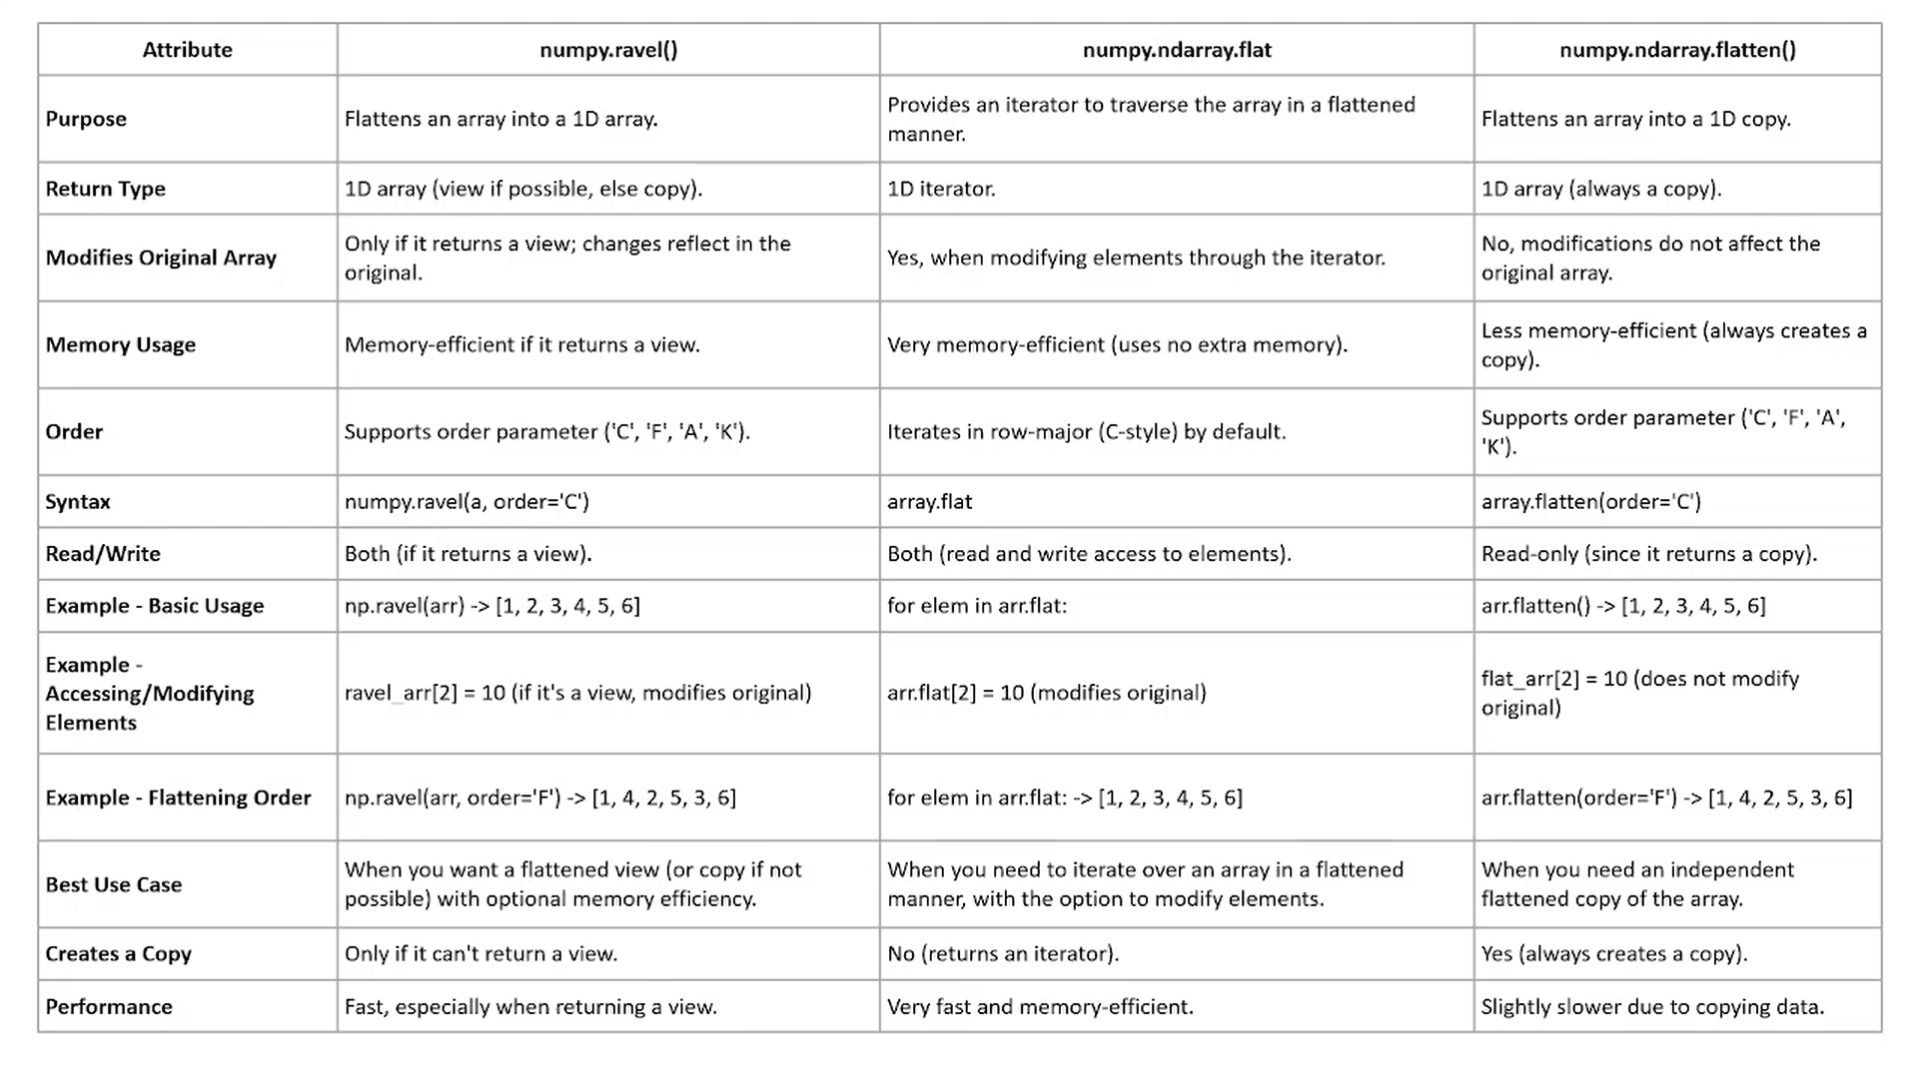 Attribute
numpy.ravel()
numpy.ndarray.flat
numpy.ndarray.flatten()
Purpose
Flattens an array into a 1D array.
Provides an iterator to traverse the array in a flattened
manner.
Flattens an array into a 1D copy.
Return Type
1D array (view if possible, else copy).
1D iterator.
1D array (always a copy).
Modifies Original Array
Only if it returns a view; changes reflect in the
original.
Yes, when modifying elements through the iterator.
No, modifications do not affect the
original array.
Memory Usage
Memory-efficient if it returns a view.
Very memory-efficient (uses no extra memory).
Less memory-efficient (always creates a
copy).
Order
Supports order parameter ('C', 'F', 'A', 'K').
Iterates in row-major (C-style) by default.
Supports order parameter ('C', 'F', 'A',
'K').
Syntax
numpy.ravel(a, order='C')
array.flat
array.flatten(order='C')
Read/Write
Both (if it returns a view).
Both (read and write access to elements).
Read-only (since it returns a copy).
Example - Basic Usage
np.ravel(arr) -> [1, 2, 3, 4, 5, 6]
for elem in arr.flat:
arr.flatten() -> [1, 2, 3, 4, 5, 6]
Example -
Accessing/Modifying
Elements
ravel_arr[2] = 10 (if it's a view, modifies original)
arr.flat[2] = 10 (modifies original)
flat_arr[2] = 10 (does not modify
original)
Example - Flattening Order
np.ravel(arr, order='F') -> [1, 4, 2, 5, 3, 6]
for elem in arr.flat: -> [1, 2, 3, 4, 5, 6]
arr.flatten(order='F') -> [1, 4, 2, 5, 3, 6]
Best Use Case
When you want a flattened view (or copy if not
possible) with optional memory efficiency.
When you need to iterate over an array in a flattened
manner, with the option to modify elements.
When you need an independent
flattened copy of the array.
Creates a Copy
Only if it can't return a view.
No (returns an iterator).
Yes (always creates a copy).
Performance
Fast, especially when returning a view.
Very fast and memory-efficient.
Slightly slower due to copying data.